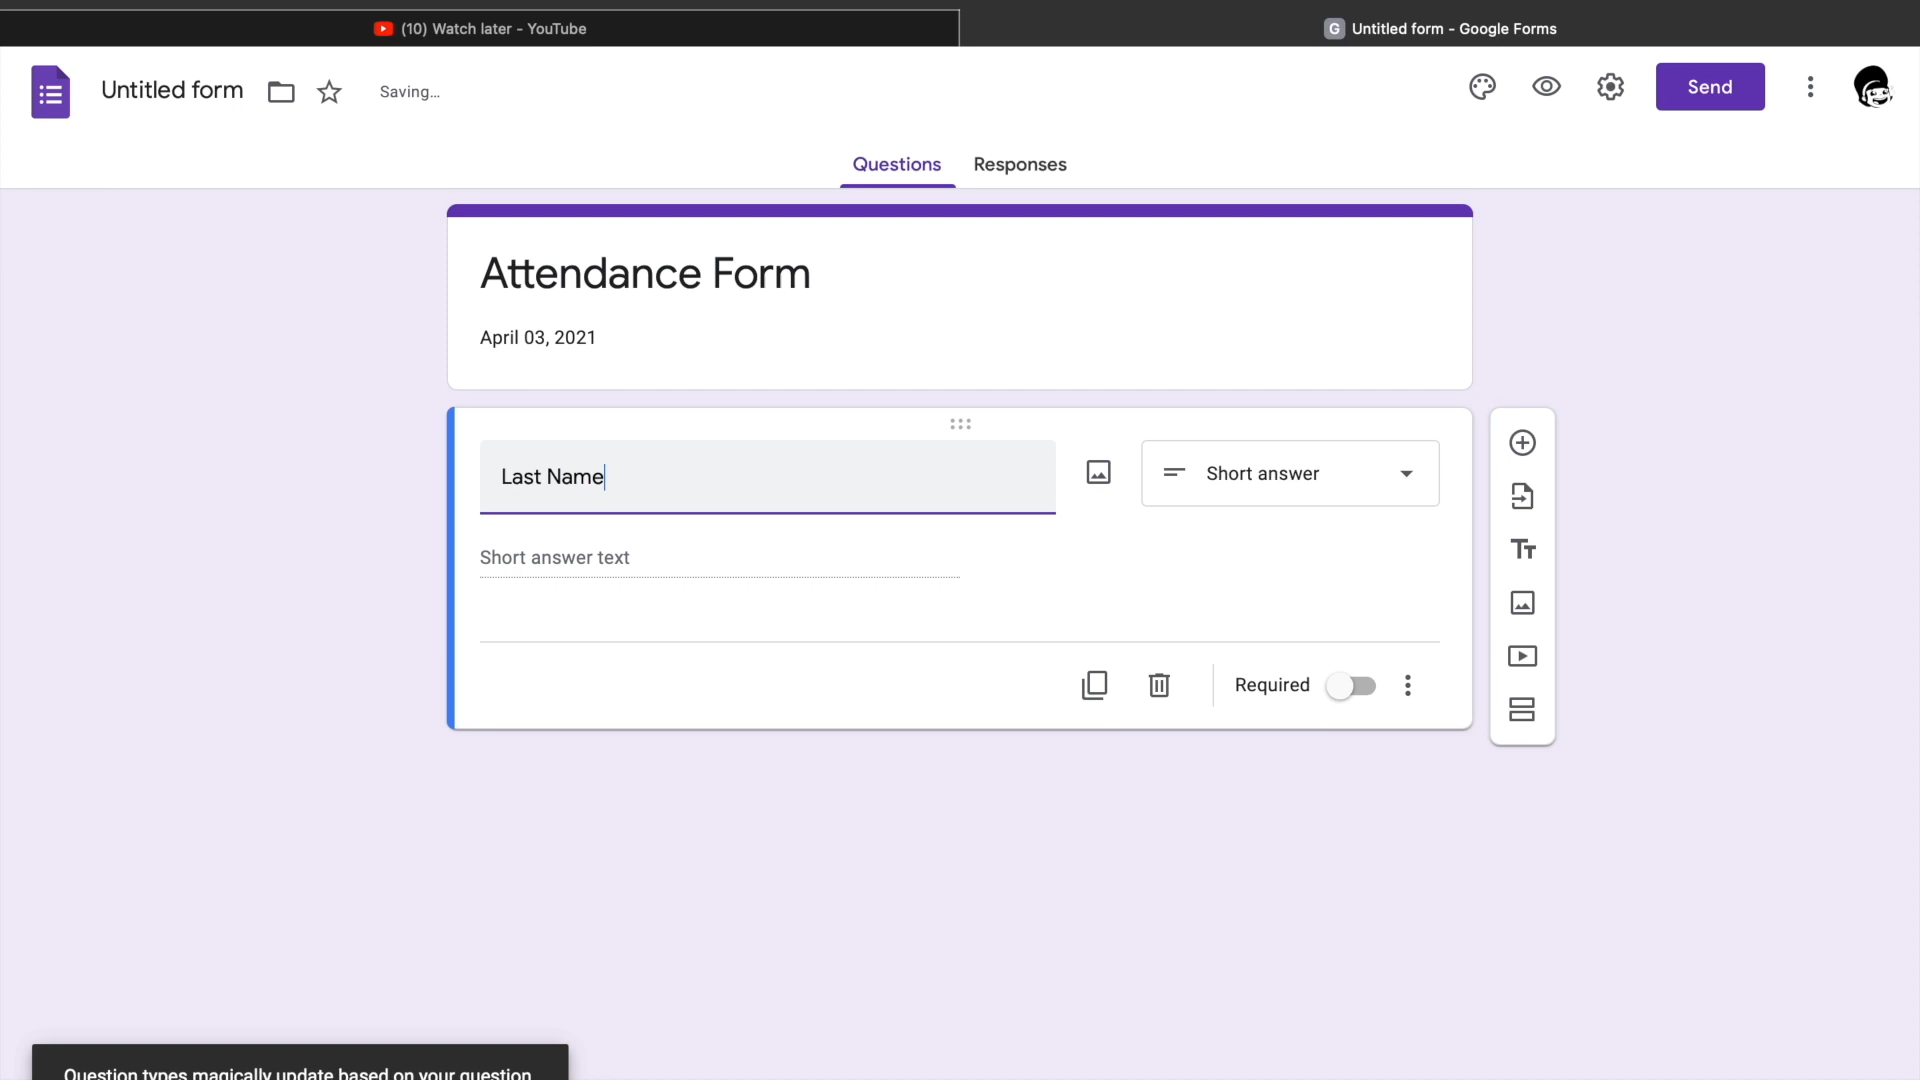 (10) Watch later - YouTube
G Untitled form - Google Forms
Untitled form
Saving...
Send
Questions
Responses
Attendance Form
April 03, 2021
Last Name
Short answer
Short answer text
Required
Question types magically update based on your question